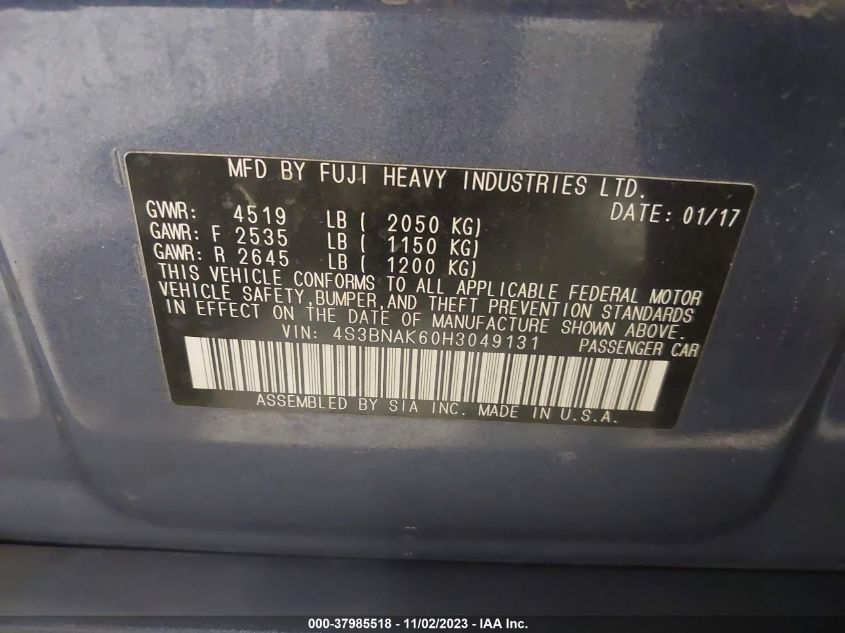 MFD BY FUJI HEAVY INDUSTRIES LTD.
DATE: 01/17
GVWR: 4519 LB ( 2050 KG)
GAWR: F 2535 LB ( 1150 KG)
GAWR: R 2645 LB ( 1200 KG)
THIS VEHICLE CONFORMS TO ALL APPLICABLE FEDERAL MOTOR
VEHICLE SAFETY,BUMPER,AND THEFT PREVENTION STANDARDS
IN EFFECT ON THE DATE OF MANUFACTURE SHOWN ABOVE.
VIN: 4S3BNAK60H3049131 PASSENGER CAR
ASSEMBLED BY SIA INC. MADE IN U.S.A.
000-37985518 - 11/02/2023 - IAA Inc.